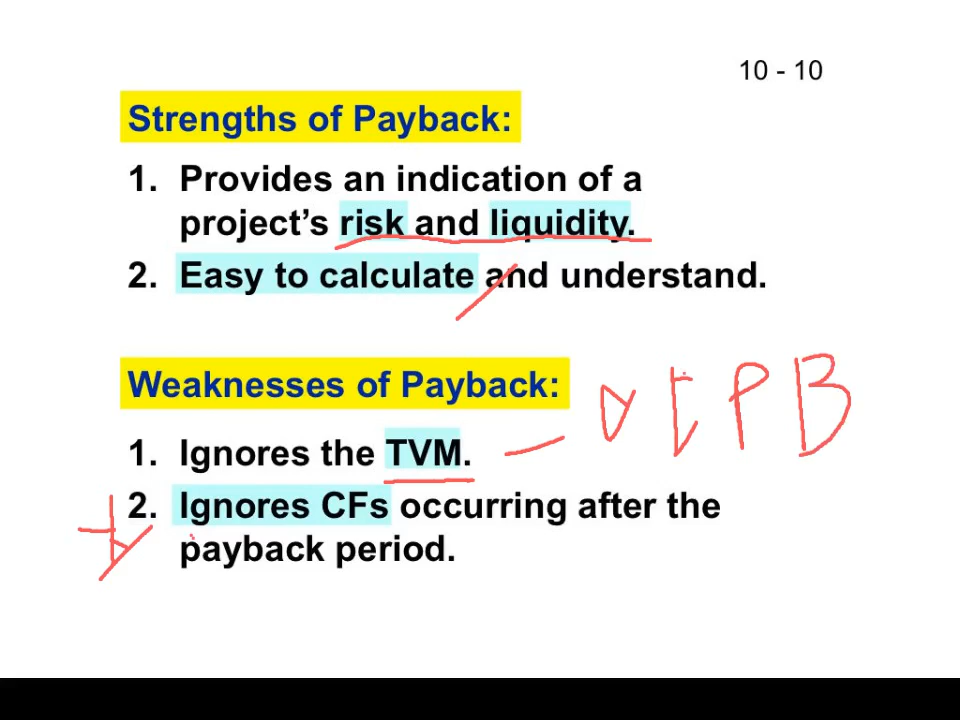 10 - 10
Strengths of Payback:
1. Provides an indication of a
project’s risk and liquidity.
2. Easy to calculate and understand.
Weaknesses of Payback:
1. Ignores the TVM.
2. Ignores CFs occurring after the
payback period.